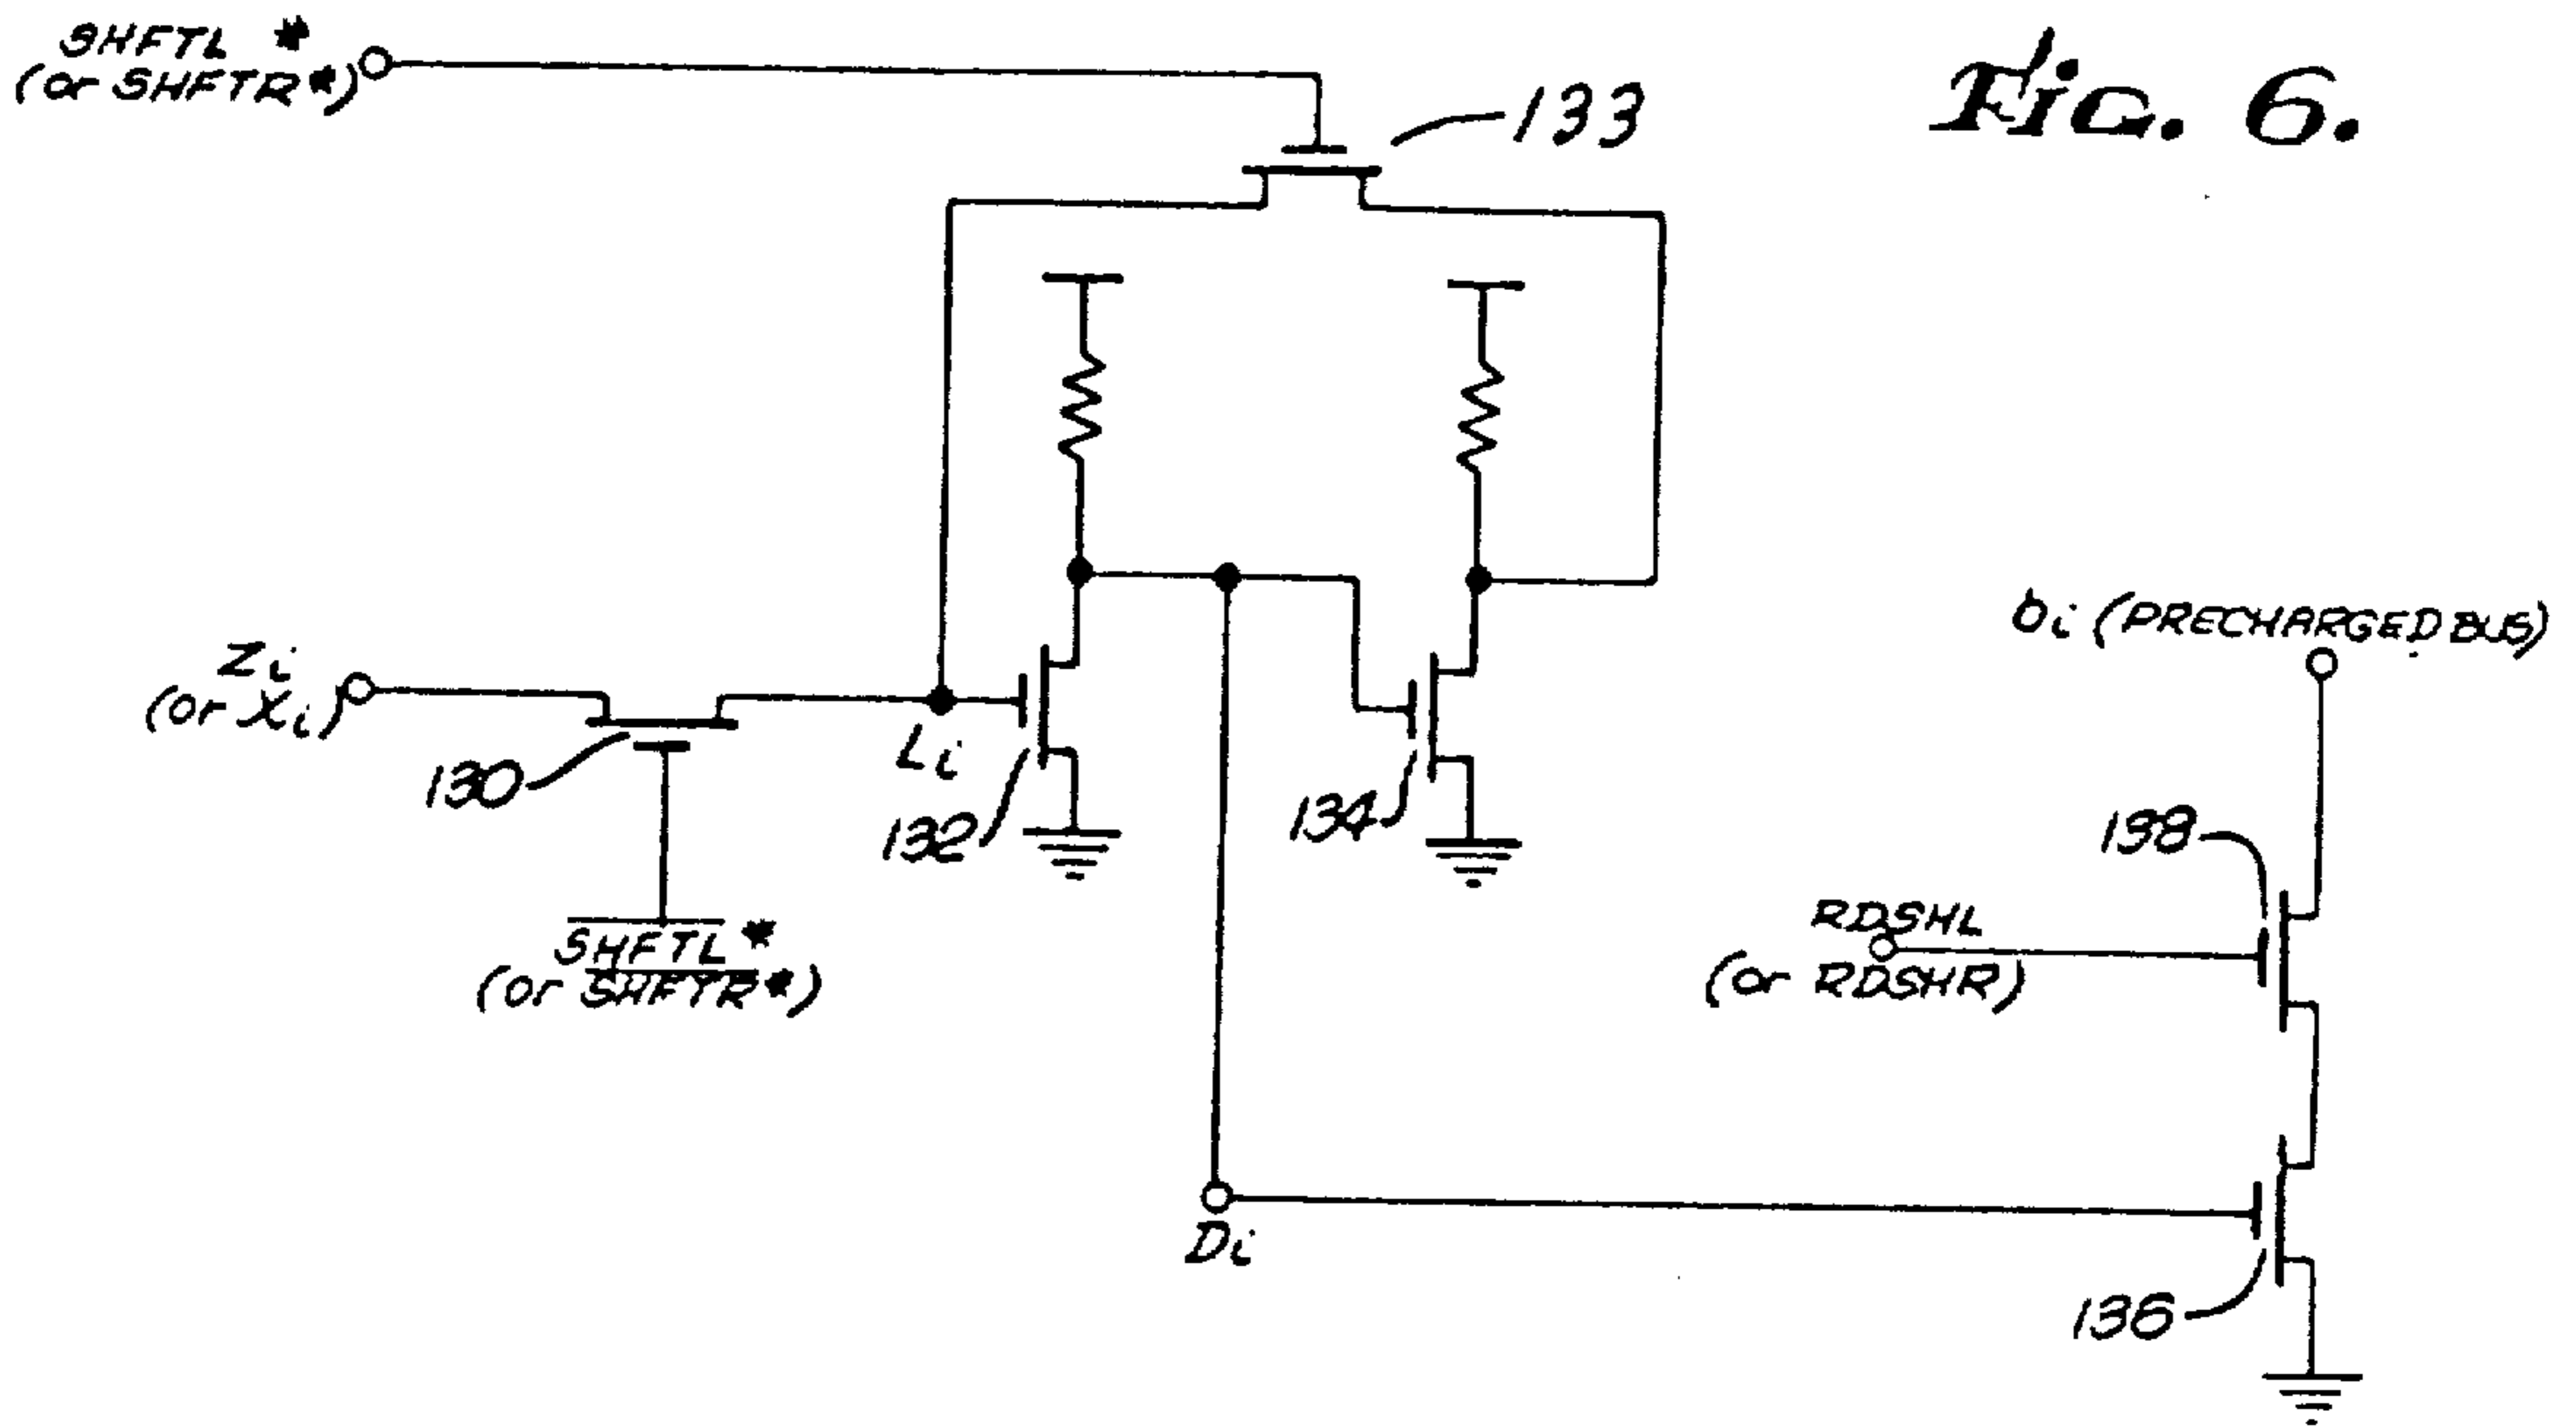 SHFTL *
(or SHFTR*)
Fig. 6.
133
Zi
(or Xi)
130
Li
132
134
SHFTL *
(or SHFTR*)
bi (PRECHARGED BUS)
138
RDSHL
(or RDSHR)
Di
136